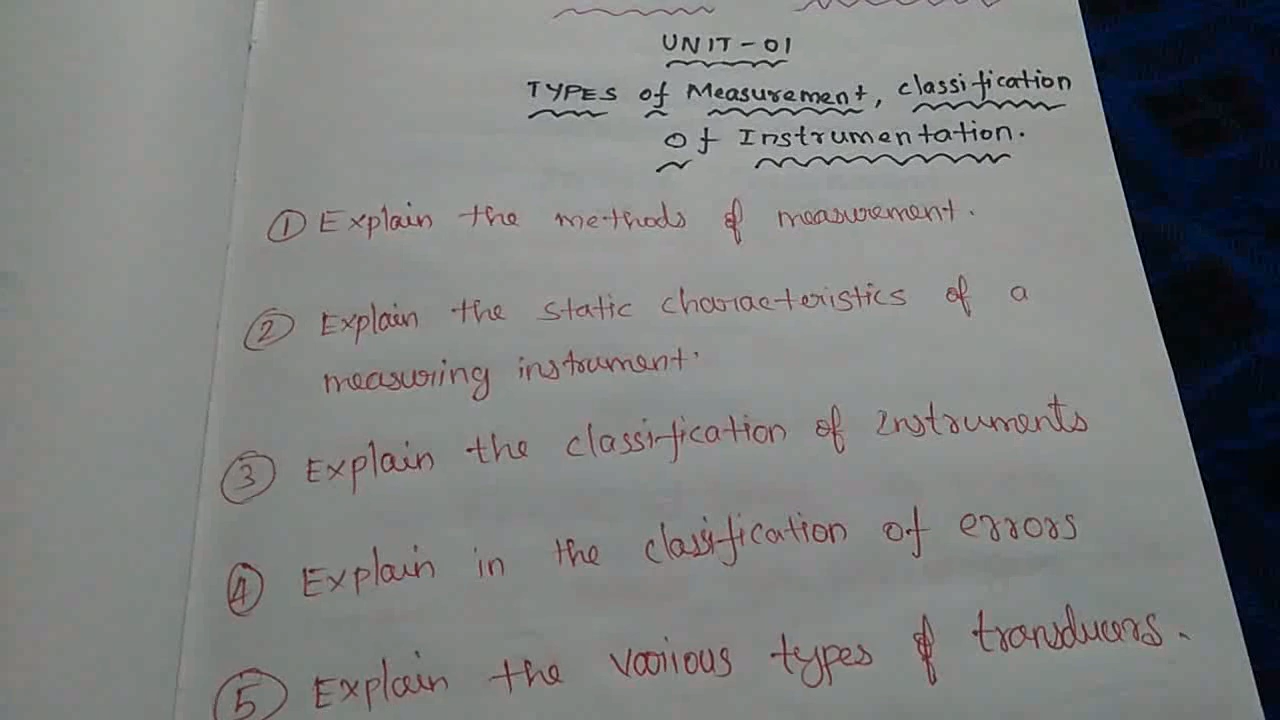 UNIT-01
TYPES of Measurement, classification
of Instrumentation.
① Explain the methods of measurement.
② Explain the static characteristics of a
measuring instrument.
③ Explain the classification of Instruments
④ Explain in the classification of errors
⑤ Explain the various types of transducers.